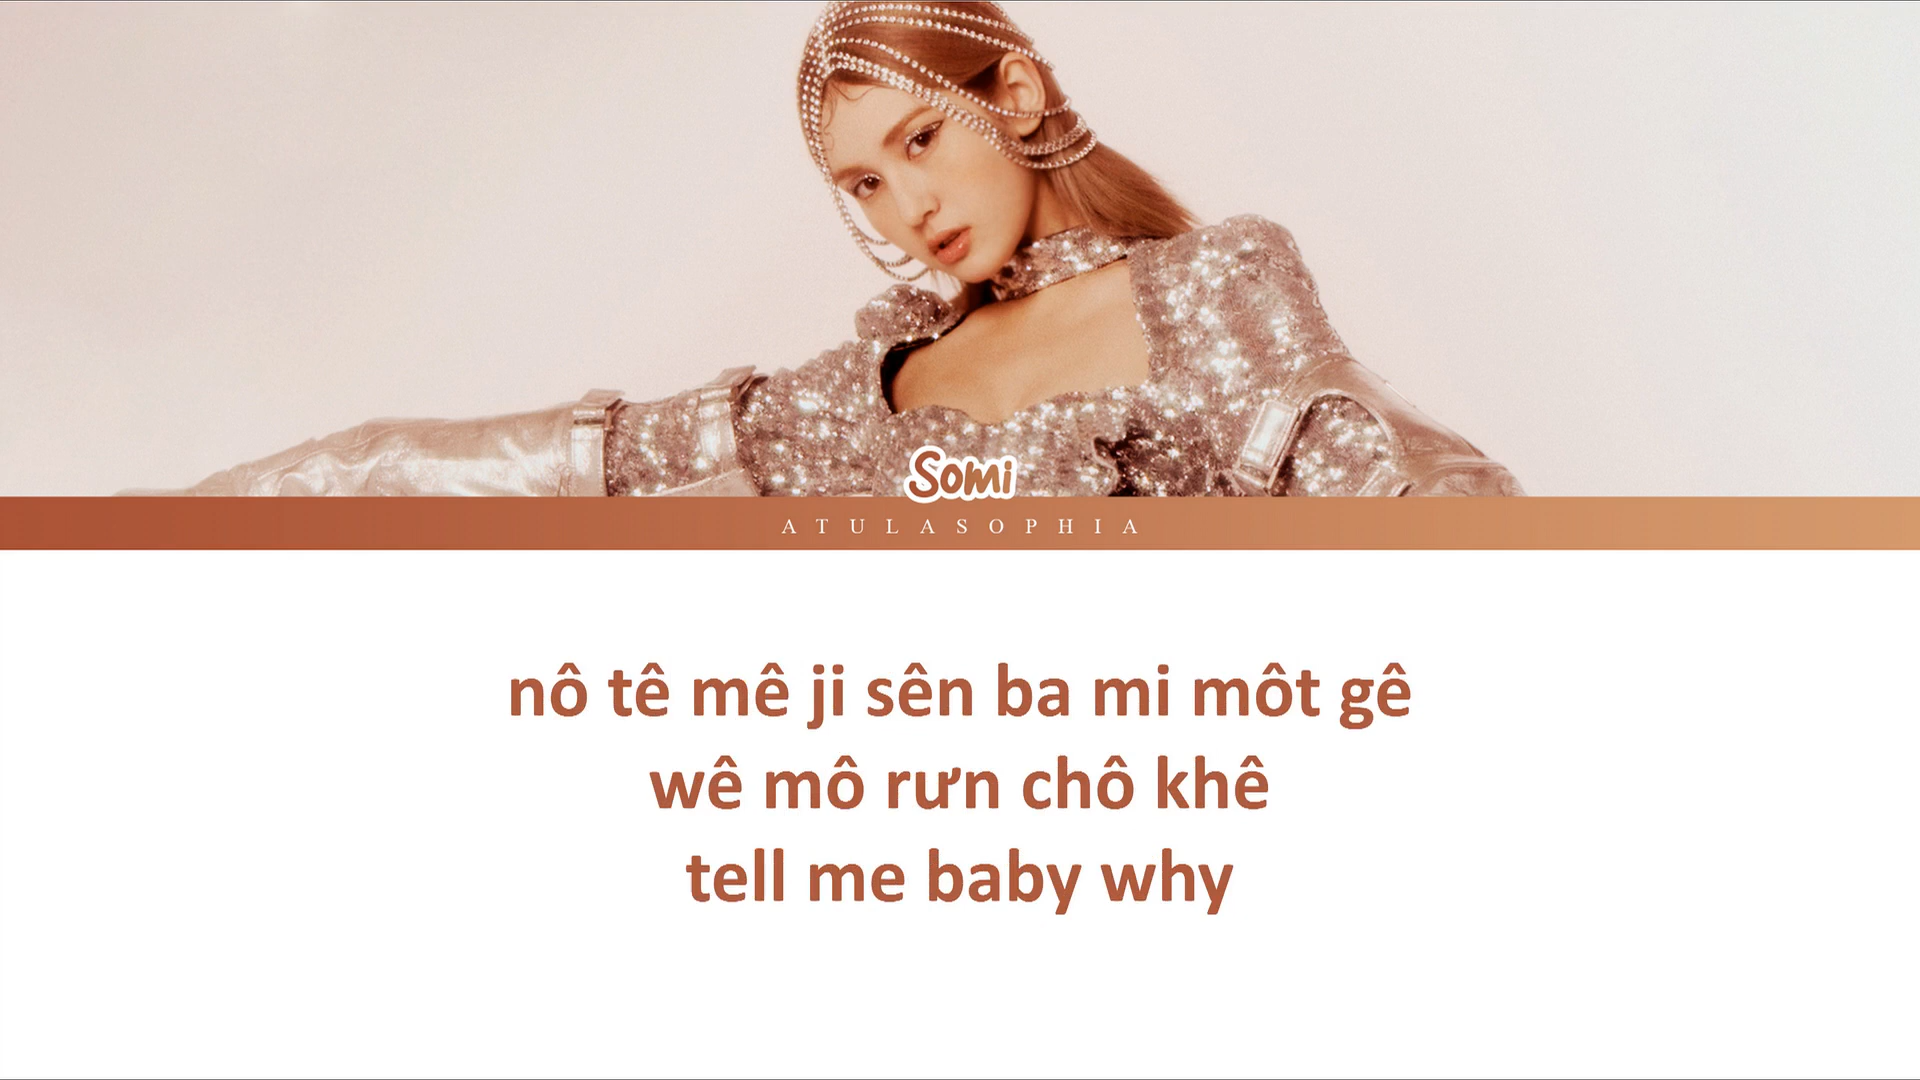 Somi
ATULASOPHIA
nô tê mê ji sên ba mi môt gê
wê mô rưn chô khê
tell me baby why